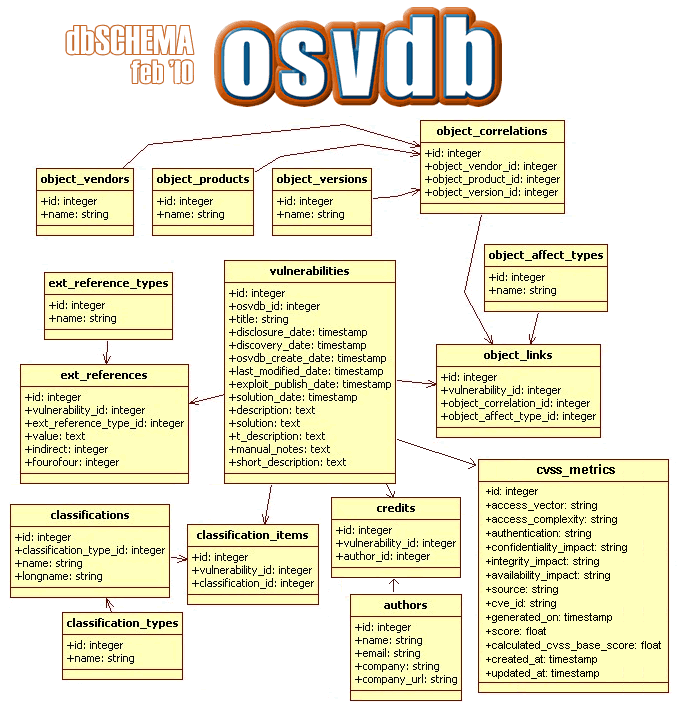 dbSCHEMA
feb '10
osvdb
object_correlations
+id: integer
+object_vendor_id: integer
+object_product_id: integer
+object_version_id: integer
object_vendors
+id: integer
+name: string
object_products
+id: integer
+name: string
object_versions
+id: integer
+name: string
object_affect_types
+id: integer
+name: string
ext_reference_types
+id: integer
+name: string
vulnerabilities
+id: integer
+osvdb_id: integer
+title: string
+disclosure_date: timestamp
+discovery_date: timestamp
+osvdb_create_date: timestamp
+last_modified_date: timestamp
+exploit_publish_date: timestamp
+solution_date: timestamp
+description: text
+solution: text
+t_description: text
+manual_notes: text
+short_description: text
object_links
+id: integer
+vulnerability_id: integer
+object_correlation_id: integer
+object_affect_type_id: integer
ext_references
+id: integer
+vulnerability_id: integer
+ext_reference_type_id: integer
+value: text
+indirect: integer
+fourofour: integer
cvss_metrics
+id: integer
+access_vector: string
+access_complexity: string
+authentication: string
+confidentiality_impact: string
+integrity_impact: string
+availability_impact: string
+source: string
+cve_id: string
+generated_on: timestamp
+score: float
+calculated_cvss_base_score: float
+created_at: timestamp
+updated_at: timestamp
classifications
+id: integer
+classification_type_id: integer
+name: string
+longname: string
classification_items
+id: integer
+vulnerability_id: integer
+classification_id: integer
credits
+id: integer
+vulnerability_id: integer
+author_id: integer
classification_types
+id: integer
+name: string
authors
+id: integer
+name: string
+email: string
+company: string
+company_url: string